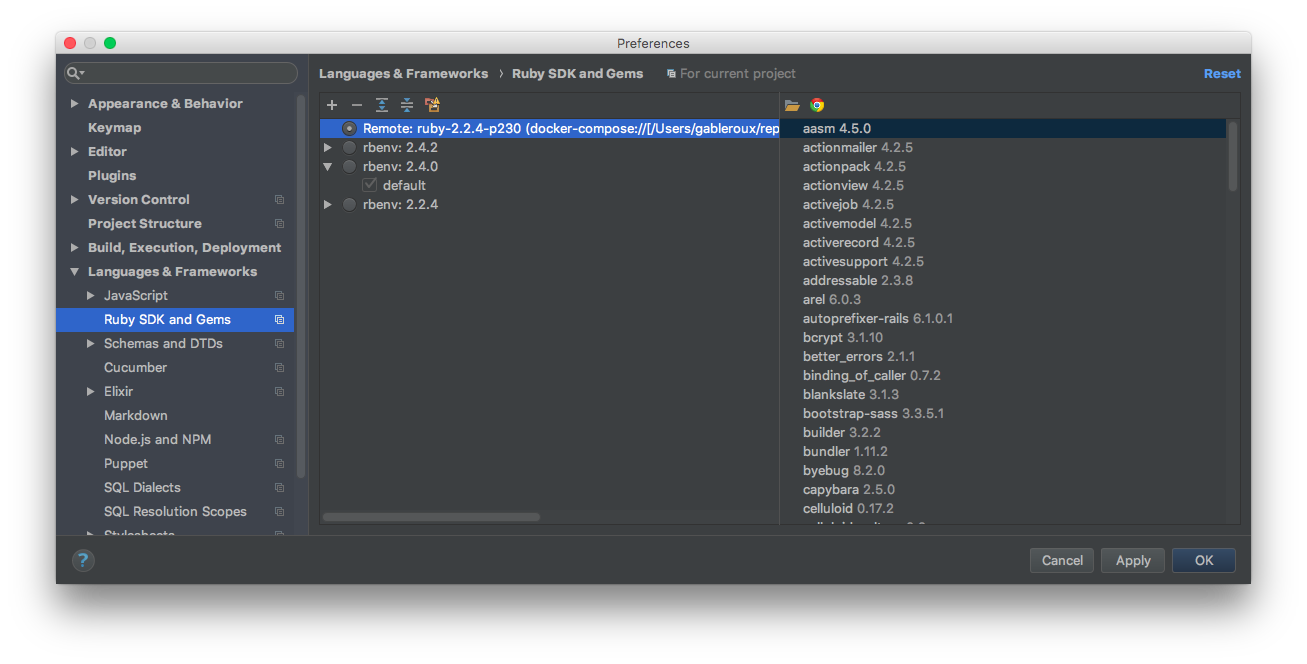 Preferences
Languages & Frameworks › Ruby SDK and Gems For current project Reset
Appearance & Behavior
Keymap
Editor
Plugins
Version Control
Project Structure
Build, Execution, Deployment
Languages & Frameworks
JavaScript
Ruby SDK and Gems
Schemas and DTDs
Cucumber
Elixir
Markdown
Node.js and NPM
Puppet
SQL Dialects
SQL Resolution Scopes
Stylesheets
Remote: ruby-2.2.4-p230 (docker-compose://[/Users/gableroux/rep
rbenv: 2.4.2
rbenv: 2.4.0
default
rbenv: 2.2.4
aasm 4.5.0
actionmailer 4.2.5
actionpack 4.2.5
actionview 4.2.5
activejob 4.2.5
activemodel 4.2.5
activerecord 4.2.5
activesupport 4.2.5
addressable 2.3.8
arel 6.0.3
autoprefixer-rails 6.1.0.1
bcrypt 3.1.10
better_errors 2.1.1
binding_of_caller 0.7.2
blankslate 3.1.3
bootstrap-sass 3.3.5.1
builder 3.2.2
bundler 1.11.2
byebug 8.2.0
capybara 2.5.0
celluloid 0.17.2
?
Cancel Apply OK